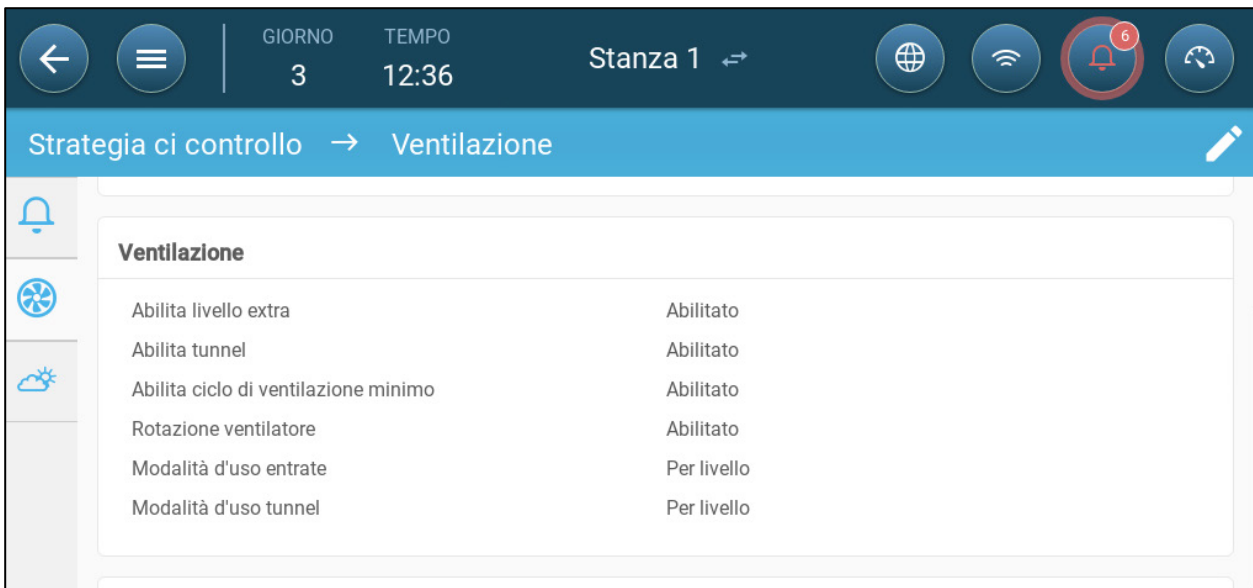 GIORNO TEMPO
3 12:36 Stanza 1 6
Strategia ci controllo → Ventilazione
Ventilazione
Abilita livello extra Abilitato
Abilita tunnel Abilitato
Abilita ciclo di ventilazione minimo Abilitato
Rotazione ventilatore Abilitato
Modalità d'uso entrate Per livello
Modalità d'uso tunnel Per livello